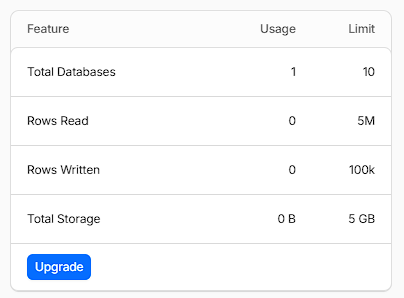 Feature Usage Limit
Total Databases 1 10
Rows Read 0 5M
Rows Written 0 100k
Total Storage 0 B 5 GB
Upgrade